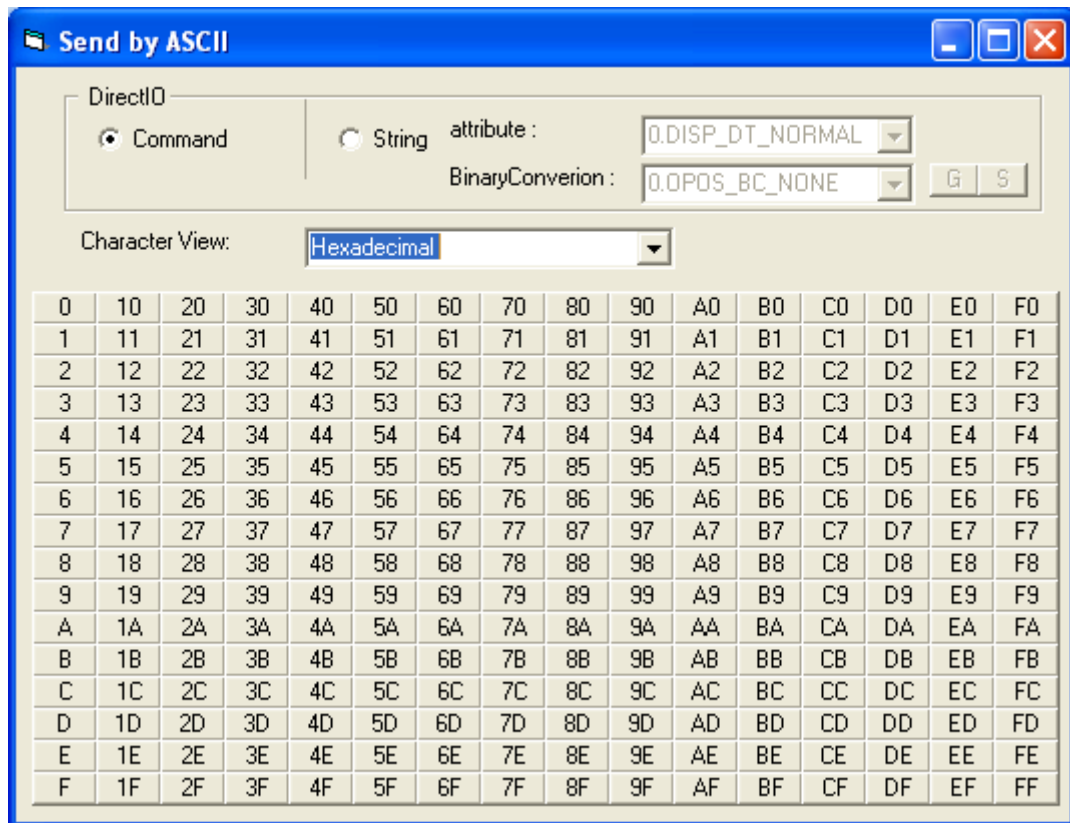 Send by ASCII
DirectIO
Command String attribute : 0.DISP_DT_NORMAL
BinaryConverion : 0.OPOS_BC_NONE G S
Character View: Hexadecimal
0 10 20 30 40 50 60 70 80 90 A0 B0 C0 D0 E0 F0
1 11 21 31 41 51 61 71 81 91 A1 B1 C1 D1 E1 F1
2 12 22 32 42 52 62 72 82 92 A2 B2 C2 D2 E2 F2
3 13 23 33 43 53 63 73 83 93 A3 B3 C3 D3 E3 F3
4 14 24 34 44 54 64 74 84 94 A4 B4 C4 D4 E4 F4
5 15 25 35 45 55 65 75 85 95 A5 B5 C5 D5 E5 F5
6 16 26 36 46 56 66 76 86 96 A6 B6 C6 D6 E6 F6
7 17 27 37 47 57 67 77 87 97 A7 B7 C7 D7 E7 F7
8 18 28 38 48 58 68 78 88 98 A8 B8 C8 D8 E8 F8
9 19 29 39 49 59 69 79 89 99 A9 B9 C9 D9 E9 F9
A 1A 2A 3A 4A 5A 6A 7A 8A 9A AA BA CA DA EA FA
B 1B 2B 3B 4B 5B 6B 7B 8B 9B AB BB CB DB EB FB
C 1C 2C 3C 4C 5C 6C 7C 8C 9C AC BC CC DC EC FC
D 1D 2D 3D 4D 5D 6D 7D 8D 9D AD BD CD DD ED FD
E 1E 2E 3E 4E 5E 6E 7E 8E 9E AE BE CE DE EE FE
F 1F 2F 3F 4F 5F 6F 7F 8F 9F AF BF CF DF EF FF